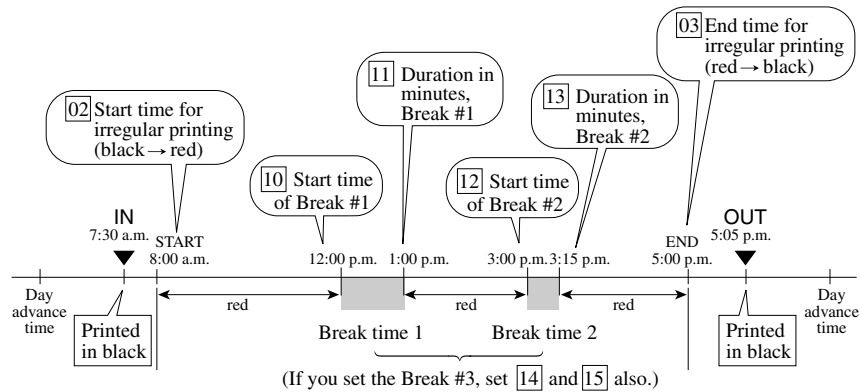 03 End time for
irregular printing
(red → black)
11 Duration in
minutes,
Break #1
13 Duration in
minutes,
Break #2
02 Start time for
irregular printing
(black → red)
10 Start time
of Break #1
12 Start time
of Break #2
IN
7:30 a.m.
START
8:00 a.m.
12:00 p.m.
1:00 p.m.
3:00 p.m.
3:15 p.m.
END
5:00 p.m.
OUT
5:05 p.m.
Day
advance
time
Printed
in black
red
red
red
Printed
in black
Day
advance
time
Break time 1
Break time 2
(If you set the Break #3, set 14 and 15 also.)